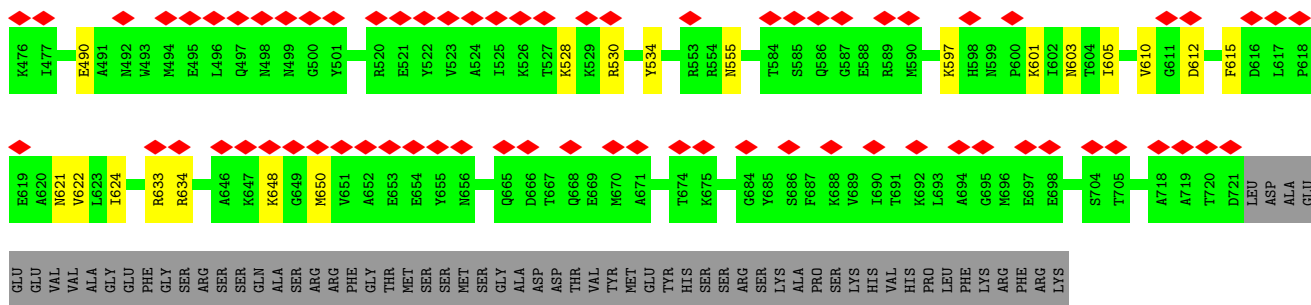 K476 I477 E490 A491 N492 W493 M494 E495 L496 Q497 N498 N499 G500 Y501 R520 E521 Y522 V523 A524 I525 K526 T527 K528 K529 R530 Y534 R553 R554 N555 T584 S585 Q586 G587 E588 R589 M590 K597 H598 N599 P600 K601 I602 N603 T604 I605 V610 G611 D612 F615 D616 L617 P618
E619 A620 N621 V622 L623 I624 R633 R634 A646 K647 K648 G649 M650 V651 A652 E653 E654 Y655 N656 Q665 D666 T667 Q668 E669 M670 A671 T674 K675 G684 Y685 S686 F687 K688 V689 I690 T691 K692 L693 A694 G695 M696 E697 E698 S704 T705 A718 A719 T720 D721 LEU ASP ALA GLU
GLU GLU VAL VAL ALA GLY GLU PHE GLY SER ARG SER SER GLN ALA SER ARG ARG PHE GLY THR MET SER SER MET SER GLY ALA ASP ASP THR VAL TYR MET GLU TYR HIS SER SER ARG SER LYS ALA PRO SER LYS HIS VAL HIS PRO LEU PHE LYS ARG PHE ARG LYS